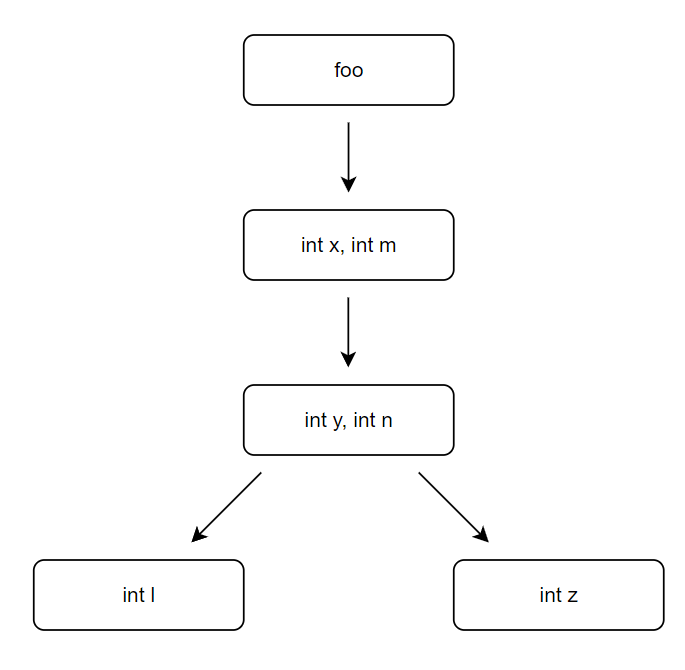 foo
int x, int m
int y, int n
int l
int z